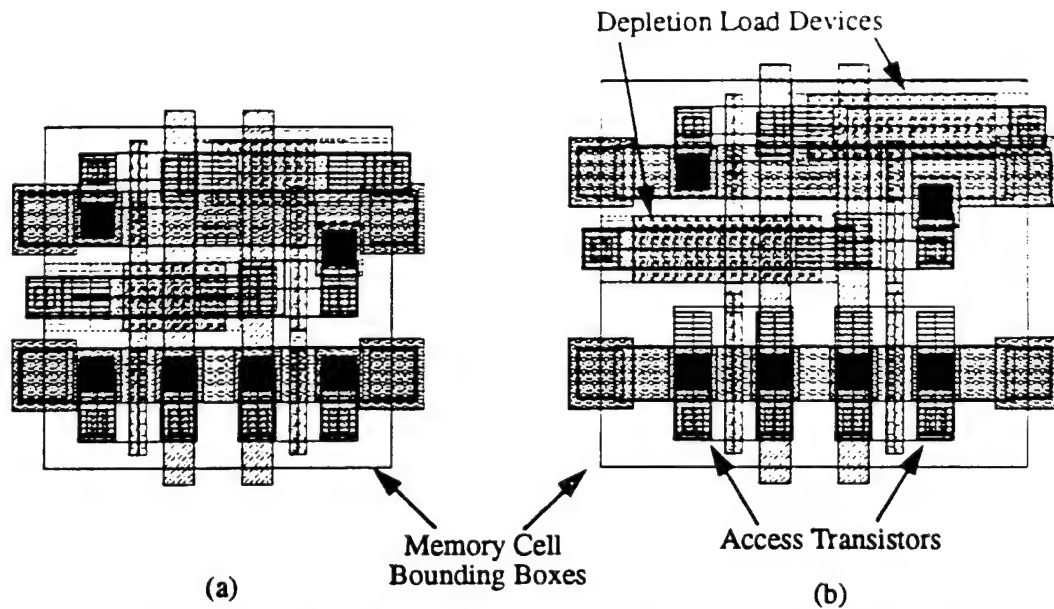 Depletion Load Devices
Memory Cell
Bounding Boxes
Access Transistors
(a)
(b)